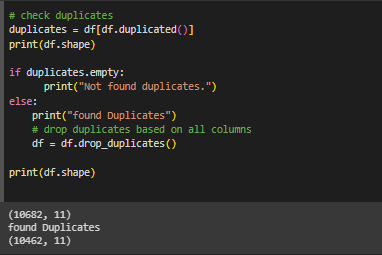 # check duplicates
duplicates = df[df.duplicated()]
print(df.shape)

if duplicates.empty:
      print("Not found duplicates.")
else:
    print("found Duplicates")
    # drop duplicates based on all columns
    df = df.drop_duplicates()

print(df.shape)

(10682, 11)
found Duplicates
(10462, 11)